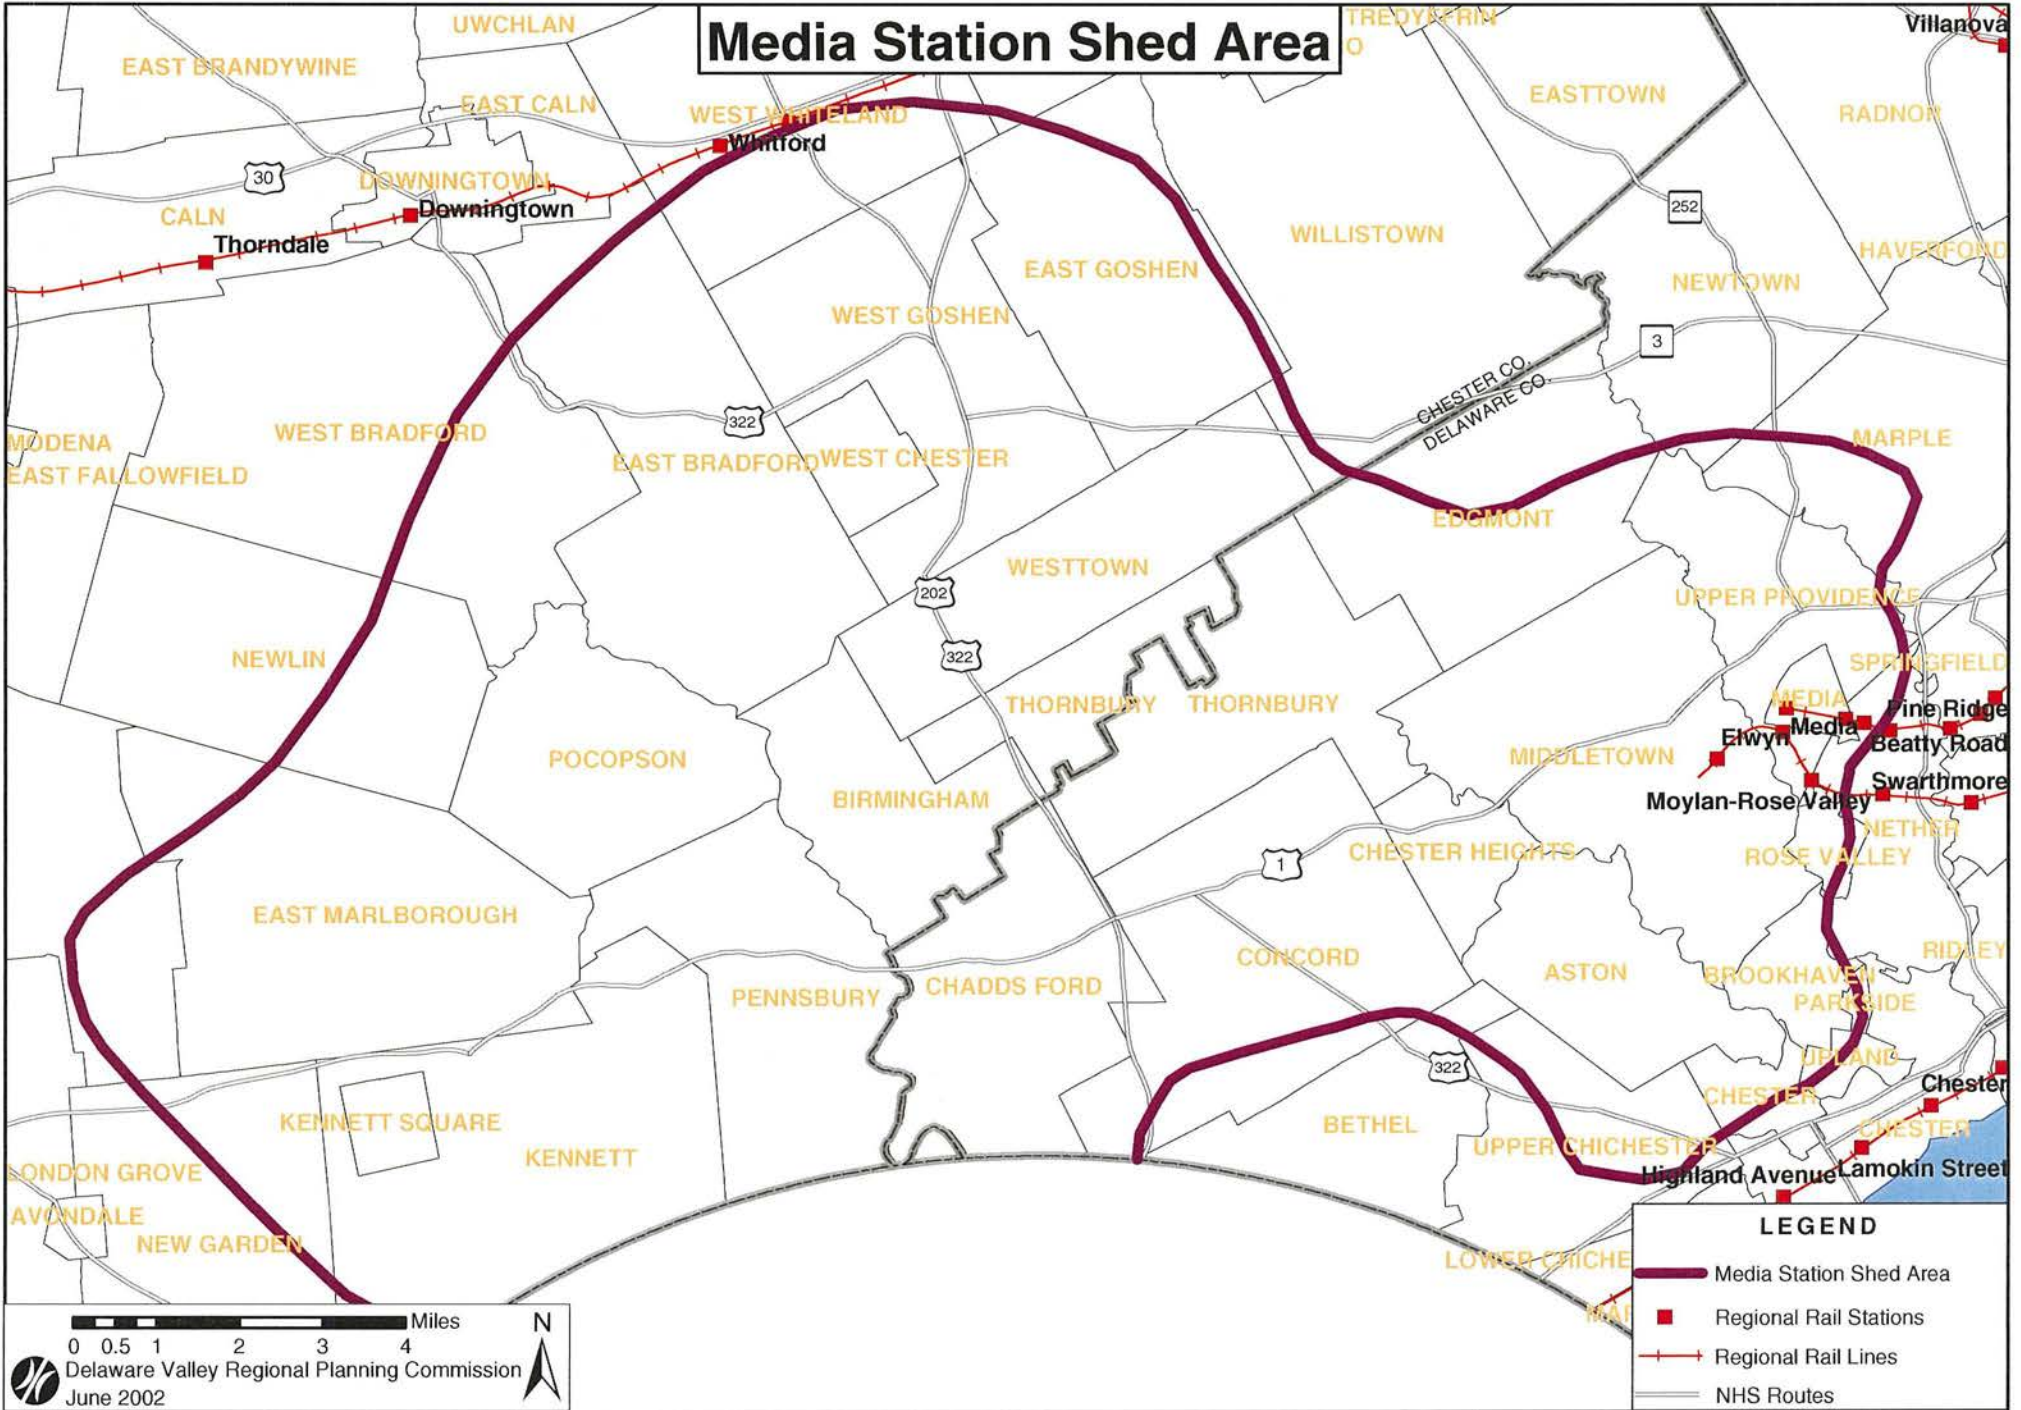 Media Station Shed Area
UWCHLAN
TREDYFFRIN
O
Villanova
EAST BRANDYWINE
EASTTOWN
EAST CALN
WEST WHITELAND
RADNOR
Whitford
30
DOWNINGTOWN
252
Downingtown
CALN
Thorndale
WILLISTOWN
HAVERFORD
EAST GOSHEN
NEWTOWN
WEST GOSHEN
3
CHESTER CO.
DELAWARE CO.
322
WEST BRADFORD
MODENA
MARPLE
EAST FALLOWFIELD
EAST BRADFORD
WEST CHESTER
EDGMONT
WESTTOWN
202
UPPER PROVIDENCE
322
NEWLIN
SPRINGFIELD
THORNBURY
THORNBURY
MEDIA
Pine Ridge
Media
Elwyn
Beatty Road
POCOPSON
MIDDLETOWN
Swarthmore
BIRMINGHAM
Moylan-Rose Valley
NETHER
CHESTER HEIGHTS
ROSE VALLEY
1
EAST MARLBOROUGH
CONCORD
RIDLEY
ASTON
BROOKHAVEN
CHADDS FORD
PENNSBURY
PARKSIDE
UPLAND
322
Chester
CHESTER
KENNETT SQUARE
BETHEL
CHESTER
UPPER CHICHESTER
KENNETT
LONDON GROVE
Highland Avenue
Lamokin Street
AVONDALE
NEW GARDEN
LOWER CHICHE
MAR
LEGEND
Media Station Shed Area
Regional Rail Stations
Regional Rail Lines
NHS Routes
Miles
0 0.5 1 2 3 4
N
Delaware Valley Regional Planning Commission
June 2002